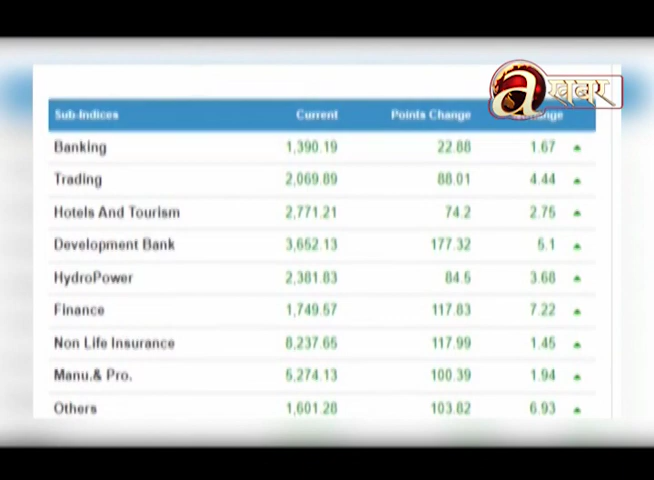 a खबर
Sub-Indices Current Points Change
Banking 1,390.19 22.88 1.67
Trading 2,069.89 88.01 4.44
Hotels And Tourism 2,771.21 74.2 2.75
Development Bank 3,652.13 177.32 5.1
HydroPower 2,381.83 84.5 3.68
Finance 1,749.57 117.83 7.22
Non Life Insurance 8,237.65 117.99 1.45
Manu.& Pro. 5,274.13 100.39 1.94
Others 1,601.28 103.82 6.93